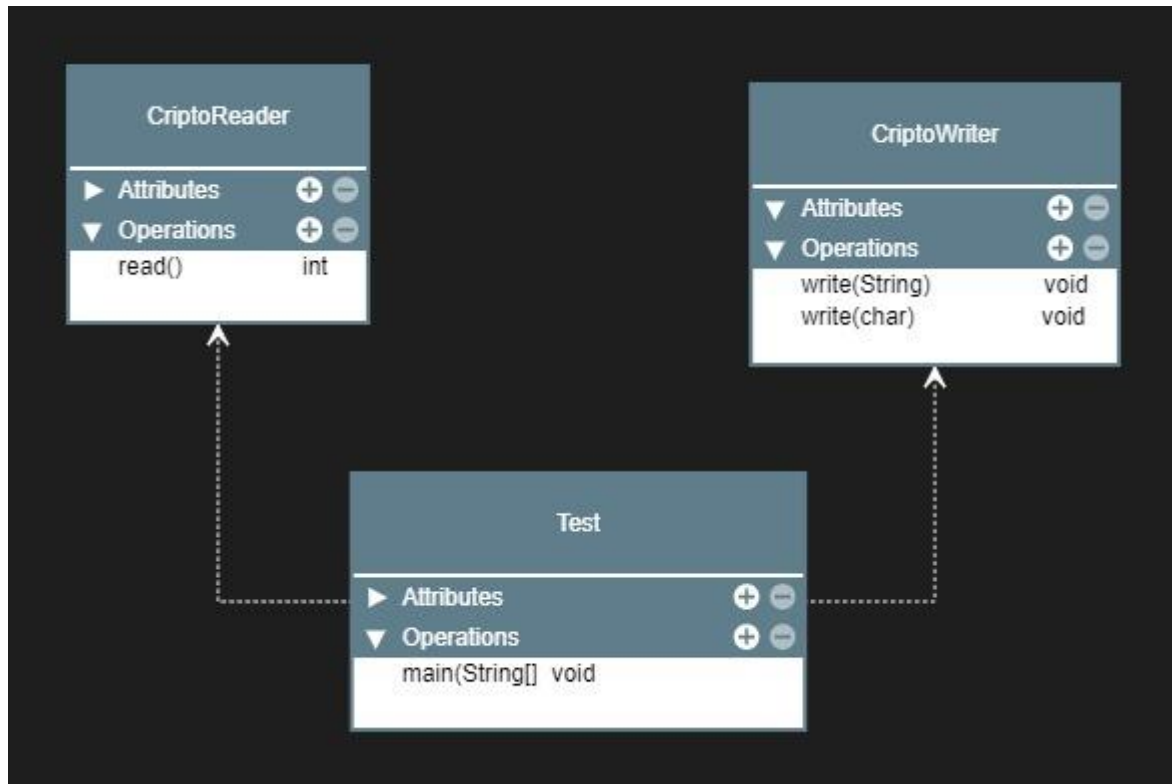 CriptoReader
Attributes
Operations
read() int
CriptoWriter
Attributes
Operations
write(String) void
write(char) void
Test
Attributes
Operations
main(String[] void